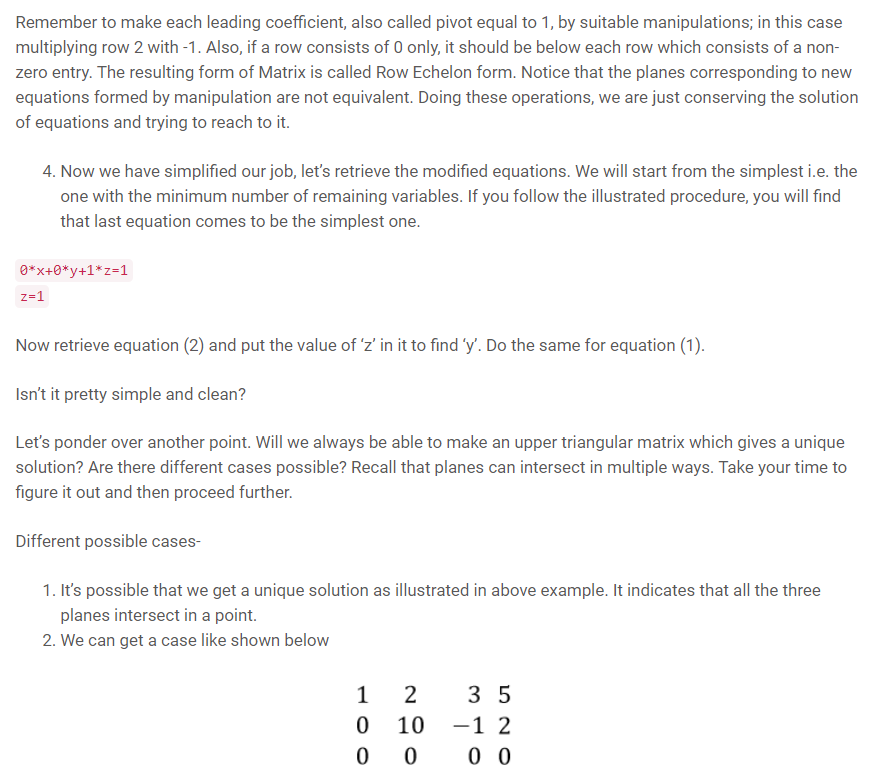 Remember to make each leading coefficient, also called pivot equal to 1, by suitable manipulations; in this case
multiplying row 2 with -1. Also, if a row consists of 0 only, it should be below each row which consists of a non-
zero entry. The resulting form of Matrix is called Row Echelon form. Notice that the planes corresponding to new
equations formed by manipulation are not equivalent. Doing these operations, we are just conserving the solution
of equations and trying to reach to it.
4. Now we have simplified our job, let’s retrieve the modified equations. We will start from the simplest i.e. the
one with the minimum number of remaining variables. If you follow the illustrated procedure, you will find
that last equation comes to be the simplest one.
0*x+0*y+1*z=1
z=1
Now retrieve equation (2) and put the value of ‘z’ in it to find ‘y’. Do the same for equation (1).
Isn’t it pretty simple and clean?
Let’s ponder over another point. Will we always be able to make an upper triangular matrix which gives a unique
solution? Are there different cases possible? Recall that planes can intersect in multiple ways. Take your time to
figure it out and then proceed further.
Different possible cases-
1. It’s possible that we get a unique solution as illustrated in above example. It indicates that all the three
planes intersect in a point.
2. We can get a case like shown below
1 2 3 5
0 10 −1 2
0 0 0 0